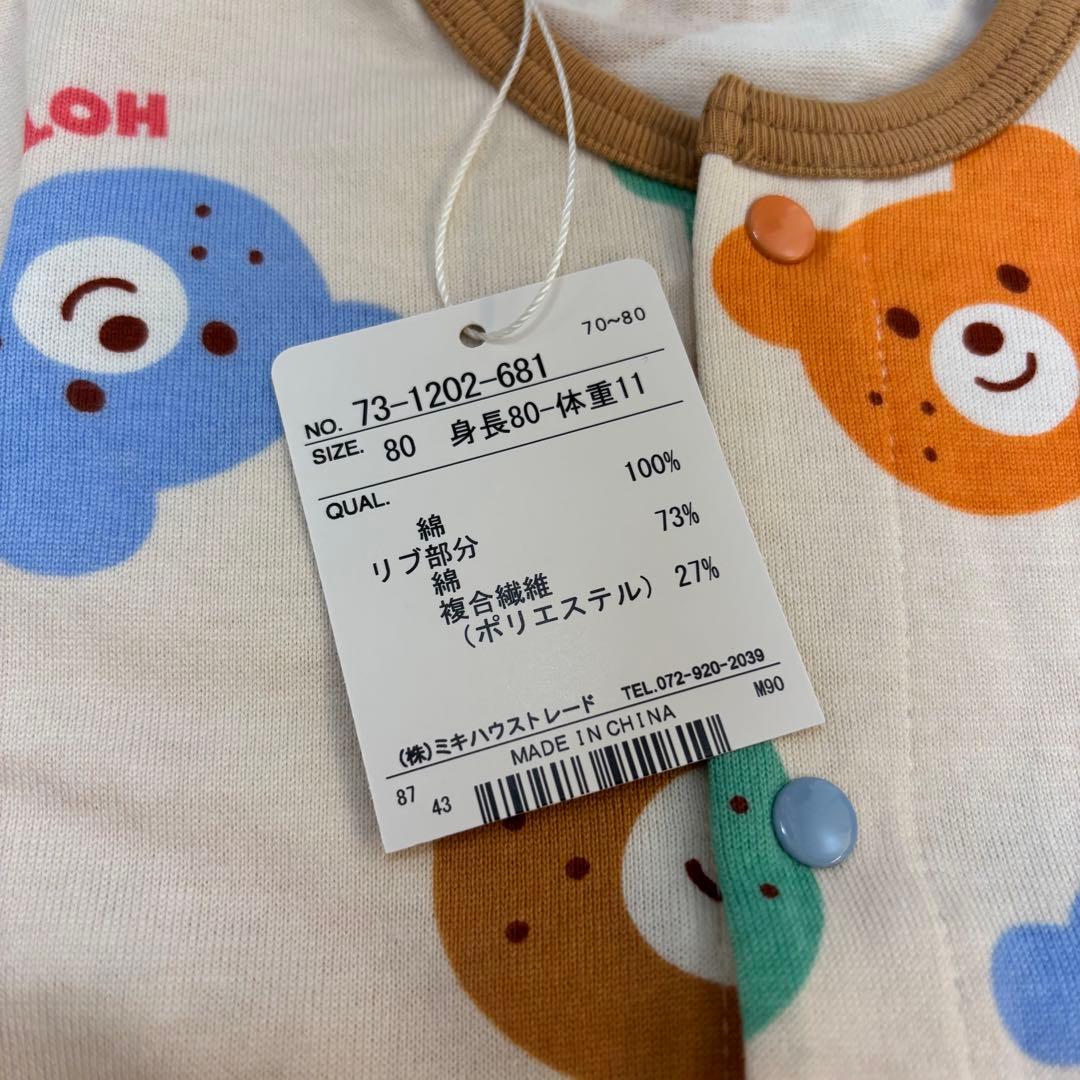 HOT
70~80
NO. 73-1202-681
SIZE. 80 身長80-体重11
QUAL.
綿 100%
リブ部分
綿 73%
複合繊維 27%
(ポリエステル)
(株)ミキハウストレード TEL.072-920-2039
MADE IN CHINA M90
87 43